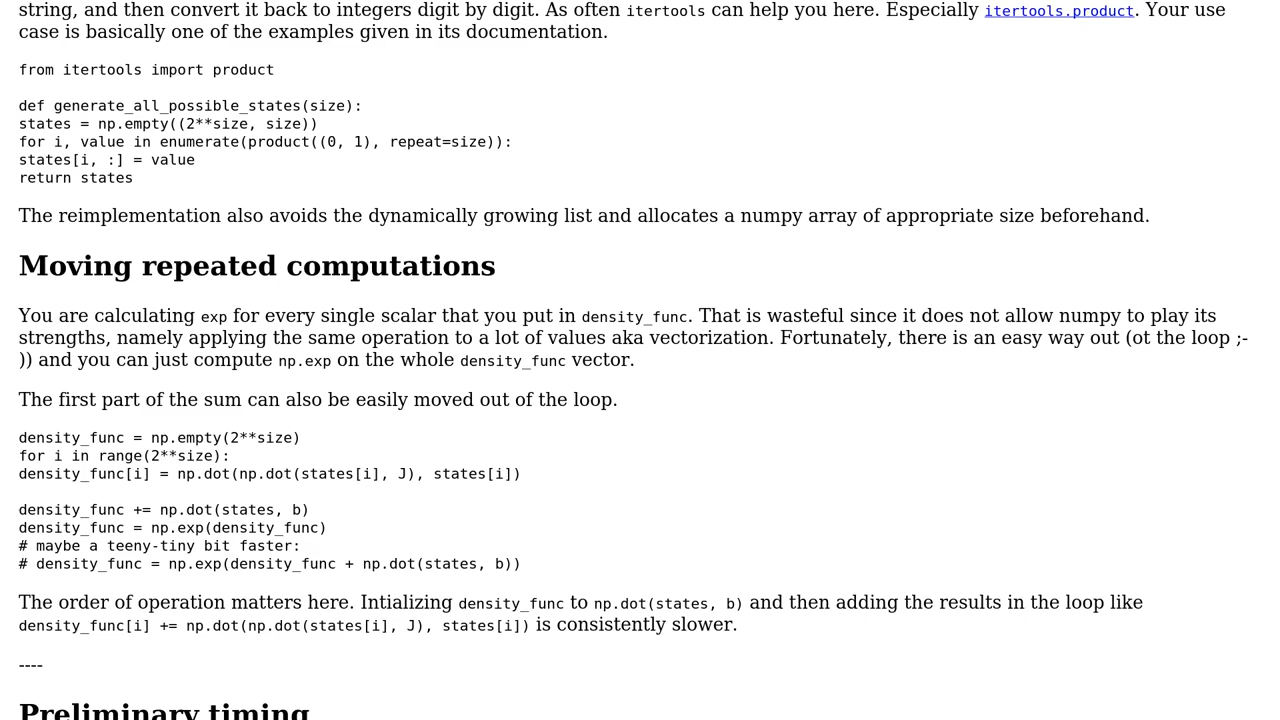 string, and then convert it back to integers digit by digit. As often itertools can help you here. Especially itertools.product. Your use
case is basically one of the examples given in its documentation.
from itertools import product
def generate_all_possible_states(size):
states = np.empty((2**size, size))
for i, value in enumerate(product((0, 1), repeat=size)):
states[i, :] = value
return states
The reimplementation also avoids the dynamically growing list and allocates a numpy array of appropriate size beforehand.
Moving repeated computations
You are calculating exp for every single scalar that you put in density_func. That is wasteful since it does not allow numpy to play its
strengths, namely applying the same operation to a lot of values aka vectorization. Fortunately, there is an easy way out (ot the loop ;-
)) and you can just compute np.exp on the whole density_func vector.
The first part of the sum can also be easily moved out of the loop.
density_func = np.empty(2**size)
for i in range(2**size):
density_func[i] = np.dot(np.dot(states[i], J), states[i])
density_func += np.dot(states, b)
density_func = np.exp(density_func)
# maybe a teeny-tiny bit faster:
# density_func = np.exp(density_func + np.dot(states, b))
The order of operation matters here. Intializing density_func to np.dot(states, b) and then adding the results in the loop like
density_func[i] += np.dot(np.dot(states[i], J), states[i]) is consistently slower.
----
Preliminary timing